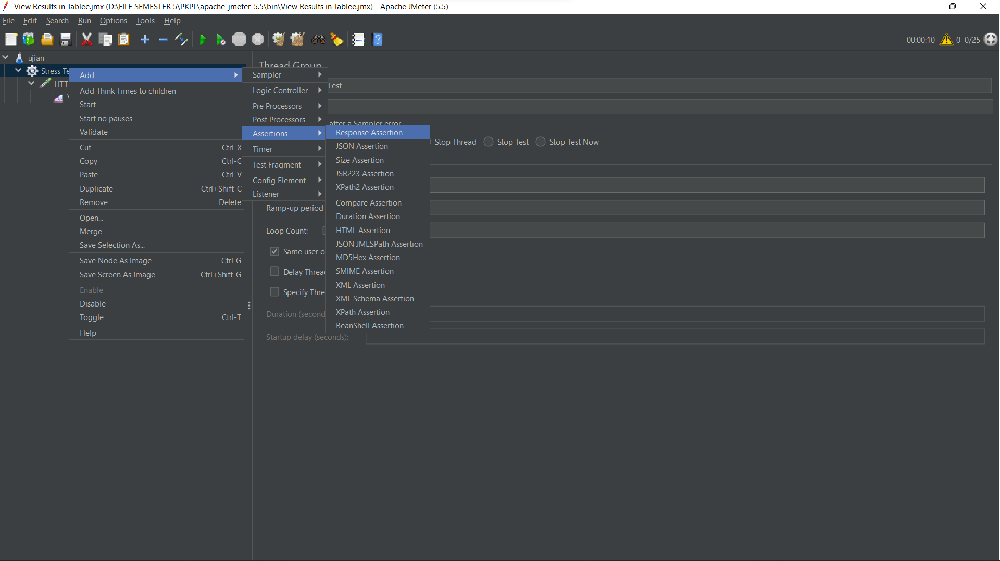 View Results in Tablee.jmx (D:\FILE SEMESTER 5\PKPL\apache-jmeter-5.5\bin\View Results in Tablee.jmx) - Apache JMeter (5.5)
File Edit Search Run Options Tools Help
STOP
00:00:10 0 0/25
ujian
Stress Te
HTT
Add
Add Think Times to children
Start
Start no pauses
Validate
Cut Ctrl-X
Copy Ctrl-C
Paste Ctrl-V
Duplicate Ctrl+Shift-C
Remove Delete
Open...
Merge
Save Selection As...
Save Node As Image Ctrl-G
Save Screen As Image Ctrl+Shift-G
Enable
Disable
Toggle Ctrl-T
Help
Sampler
Logic Controller
Pre Processors
Post Processors
Assertions
Timer
Test Fragment
Config Element
Listener
Response Assertion
JSON Assertion
Size Assertion
JSR223 Assertion
XPath2 Assertion
Compare Assertion
Duration Assertion
HTML Assertion
JSON JMESPath Assertion
MD5Hex Assertion
SMIME Assertion
XML Assertion
XML Schema Assertion
XPath Assertion
BeanShell Assertion
Thread Group
Test
after a Sampler error
Stop Thread Stop Test Stop Test Now
Ramp-up period
Loop Count:
Same user o
Delay Threa
Specify Thre
Duration (second
Startup delay (seconds):